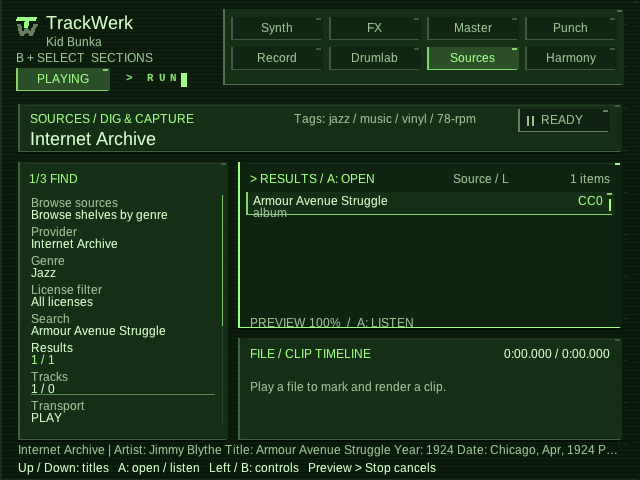 TrackWerk
Kid Bunka
B + SELECT SECTIONS
PLAYING
> RUN
Synth
FX
Master
Punch
Record
Drumlab
Sources
Harmony
SOURCES / DIG & CAPTURE
Tags: jazz / music / vinyl / 78-rpm
READY
Internet Archive
1/3 FIND
Browse sources
Browse shelves by genre
Provider
Internet Archive
Genre
Jazz
License filter
All licenses
Search
Armour Avenue Struggle
Results
1 / 1
Tracks
1 / 0
Transport
PLAY
> RESULTS / A: OPEN
Source / L
1 items
Armour Avenue Struggle
CC0
album
PREVIEW 100% / A: LISTEN
FILE / CLIP TIMELINE
0:00.000 / 0:00.000
Play a file to mark and render a clip.
Internet Archive | Artist: Jimmy Blythe Title: Armour Avenue Struggle Year: 1924 Date: Chicago, Apr, 1924 P...
Up / Down: titles A: open / listen Left / B: controls Preview > Stop cancels